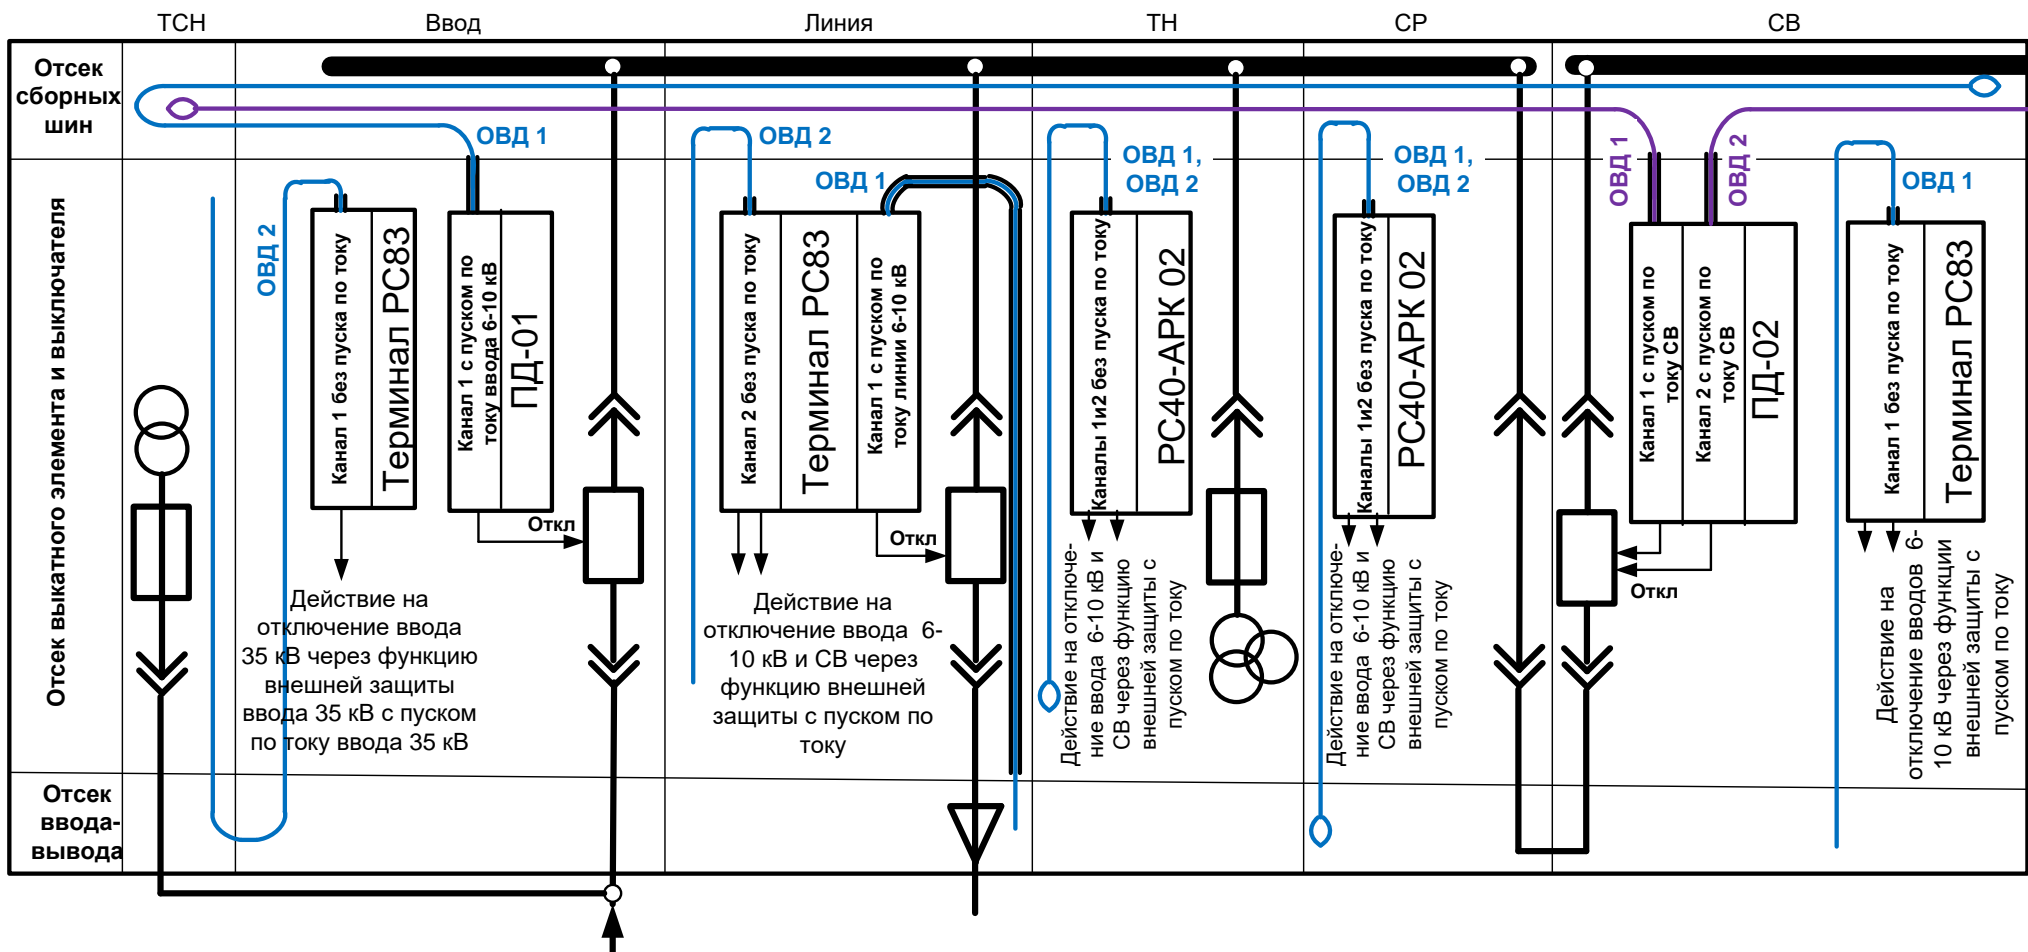 ТСН
Ввод
Линия
ТН
СР
СВ
Отсек
сборных
шин
ОВД 1
ОВД 2
ОВД 1,
ОВД 2
ОВД 1,
ОВД 2
ОВД 1
ОВД 2
ОВД 1
ОВД 1
ОВД 2
Отсек выкатного элемента и выключателя
Канал 1 без пуска по току
Терминал РС83
Канал 1 с пуском по
току ввода 6-10 кВ
ПД-01
Канал 2 без пуска по току
Терминал РС83
Канал 1 с пуском по
току линии 6-10 кВ
Каналы 1и2 без пуска по току
РС40-АРК 02
Каналы 1и2 без пуска по току
РС40-АРК 02
Канал 1 с пуском по
току СВ
Канал 2 с пуском по
току СВ
ПД-02
Канал 1 без пуска по току
Терминал РС83
Откл
Откл
Откл
Действие на
отключение ввода
35 кВ через функцию
внешней защиты
ввода 35 кВ с пуском
по току ввода 35 кВ
Действие на
отключение ввода 6-
10 кВ и СВ через
функцию внешней
защиты с пуском по
току
Действие на отключе-
ние ввода 6-10 кВ и
СВ через функцию
внешней защиты с
пуском по току
Действие на отключе-
ние ввода 6-10 кВ и
СВ через функцию
внешней защиты с
пуском по току
Действие на
отключение вводов 6-
10 кВ через функции
внешней защиты с
пуском по току
Отсек
ввода-
вывода